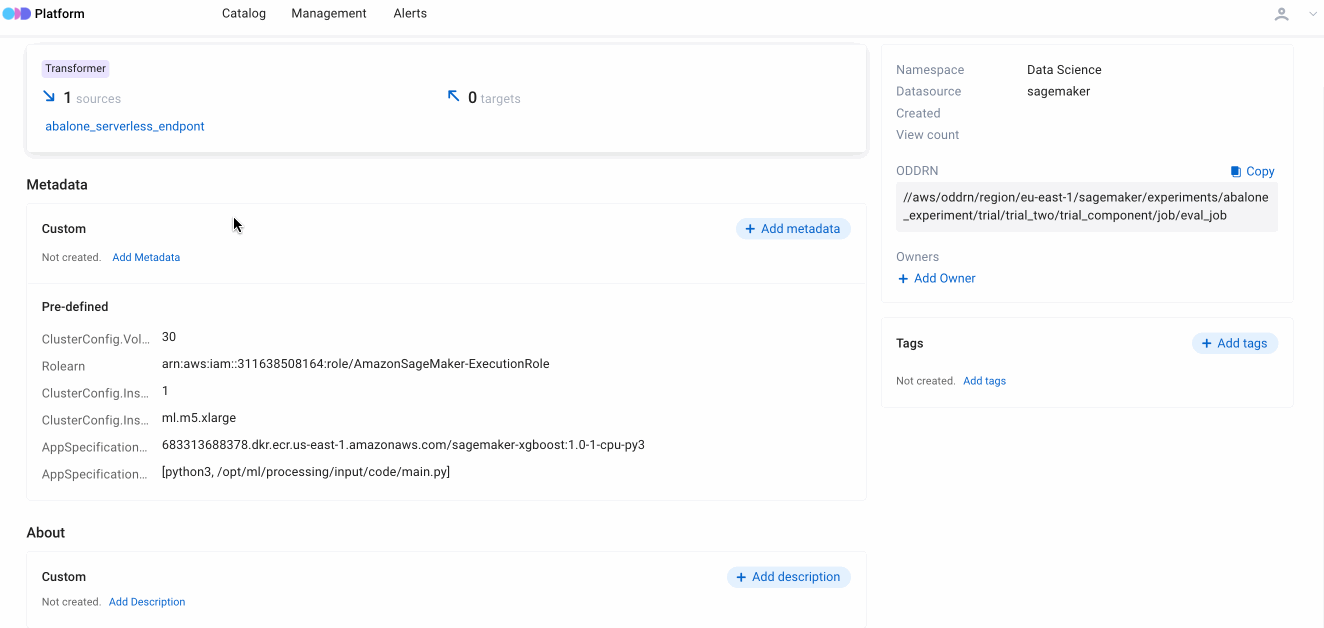 Platform Catalog Management Alerts
Transformer
1 sources 0 targets
abalone_serverless_endpont
Metadata
Custom + Add metadata
Not created. Add Metadata
Pre-defined
ClusterConfig.Vol... 30
Rolearn arn:aws:iam::311638508164:role/AmazonSageMaker-ExecutionRole
ClusterConfig.Ins... 1
ClusterConfig.Ins... ml.m5.xlarge
AppSpecification... 683313688378.dkr.ecr.us-east-1.amazonaws.com/sagemaker-xgboost:1.0-1-cpu-py3
AppSpecification... [python3, /opt/ml/processing/input/code/main.py]
About
Custom + Add description
Not created. Add Description
Namespace Data Science
Datasource sagemaker
Created
View count
ODDRN Copy
//aws/oddrn/region/eu-east-1/sagemaker/experiments/abalone
_experiment/trial/trial_two/trial_component/job/eval_job
Owners
+ Add Owner
Tags + Add tags
Not created. Add tags